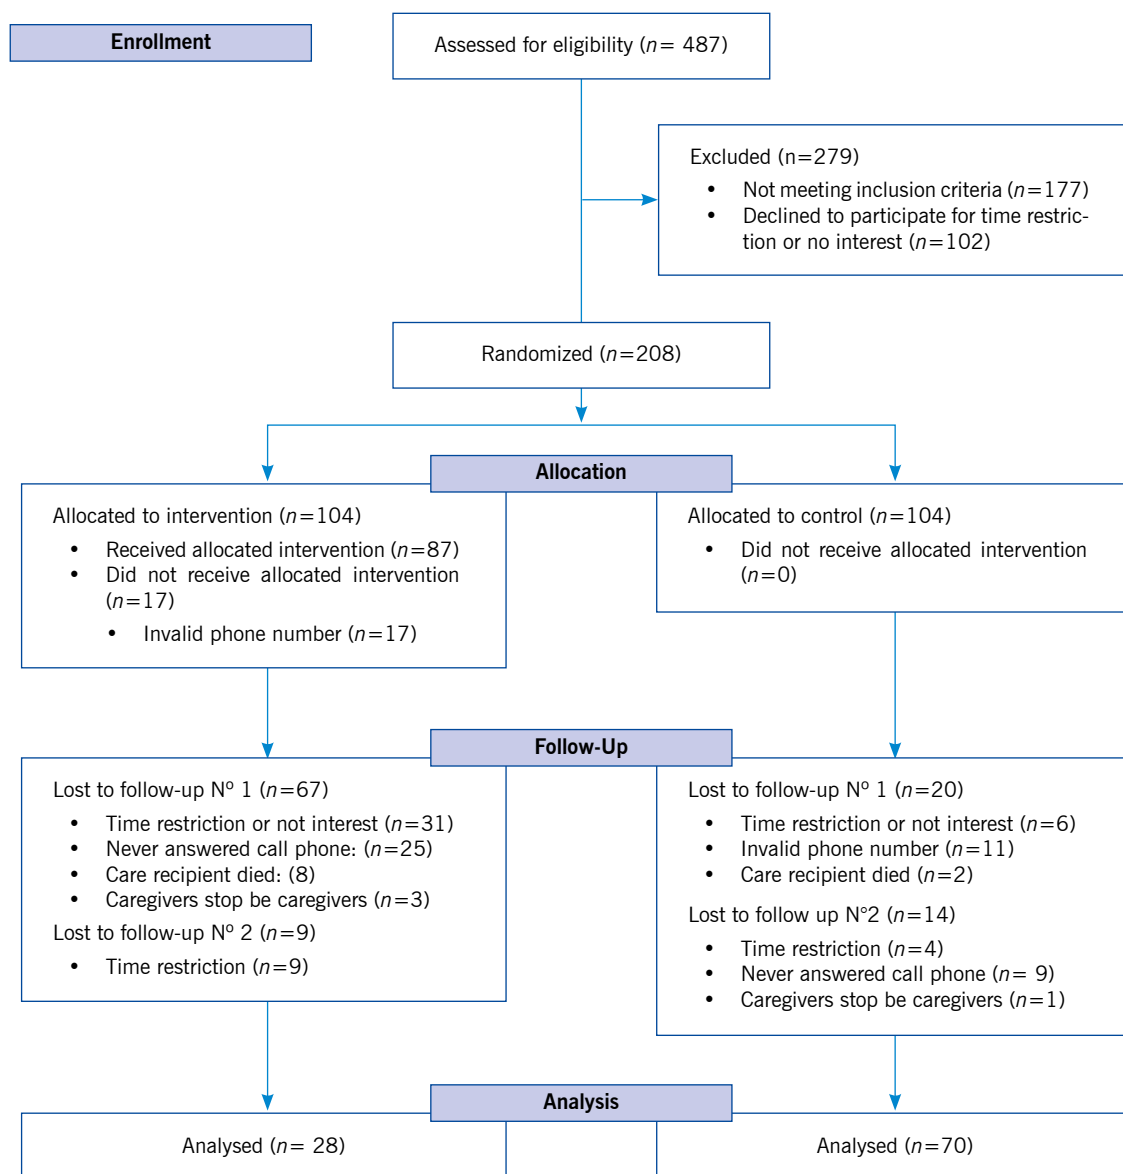 Enrollment
Assessed for eligibility (n= 487)
Excluded (n=279)
• Not meeting inclusion criteria (n=177)
• Declined to participate for time restric-
tion or no interest (n=102)
Randomized (n=208)
Allocation
Allocated to intervention (n=104)
• Received allocated intervention (n=87)
• Did not receive allocated intervention
(n=17)
• Invalid phone number (n=17)
Allocated to control (n=104)
• Did not receive allocated intervention
(n=0)
Follow-Up
Lost to follow-up Nº 1 (n=67)
• Time restriction or not interest (n=31)
• Never answered call phone: (n=25)
• Care recipient died: (8)
• Caregivers stop be caregivers (n=3)
Lost to follow-up Nº 2 (n=9)
• Time restriction (n=9)
Lost to follow-up Nº 1 (n=20)
• Time restriction or not interest (n=6)
• Invalid phone number (n=11)
• Care recipient died (n=2)
Lost to follow up N°2 (n=14)
• Time restriction (n=4)
• Never answered call phone (n= 9)
• Caregivers stop be caregivers (n=1)
Analysis
Analysed (n= 28)
Analysed (n=70)